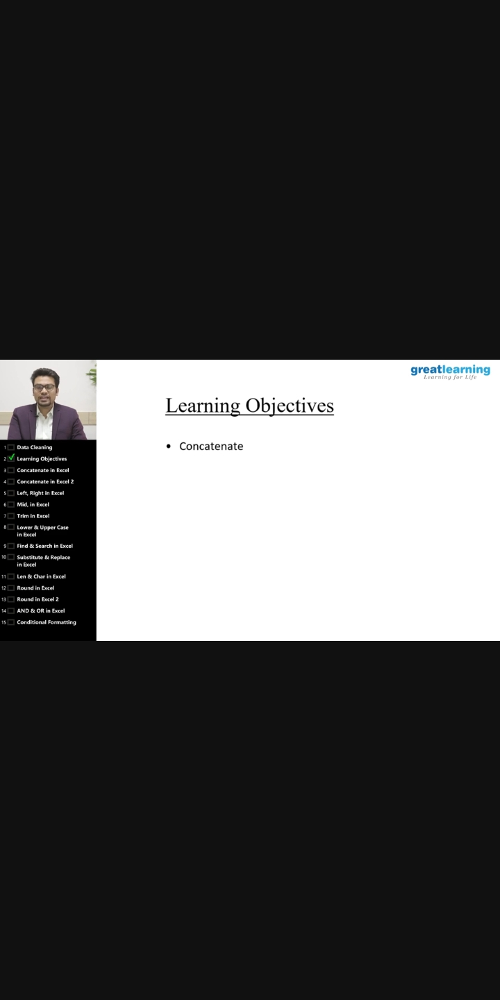 greatlearning
Learning for Life
Learning Objectives
• Concatenate
1 Data Cleaning
2 Learning Objectives
3 Concatenate in Excel
4 Concatenate in Excel 2
5 Left, Right in Excel
6 Mid, in Excel
7 Trim in Excel
8 Lower & Upper Case
in Excel
9 Find & Search in Excel
10 Substitute & Replace
in Excel
11 Len & Char in Excel
12 Round in Excel
13 Round in Excel 2
14 AND & OR in Excel
15 Conditional Formatting